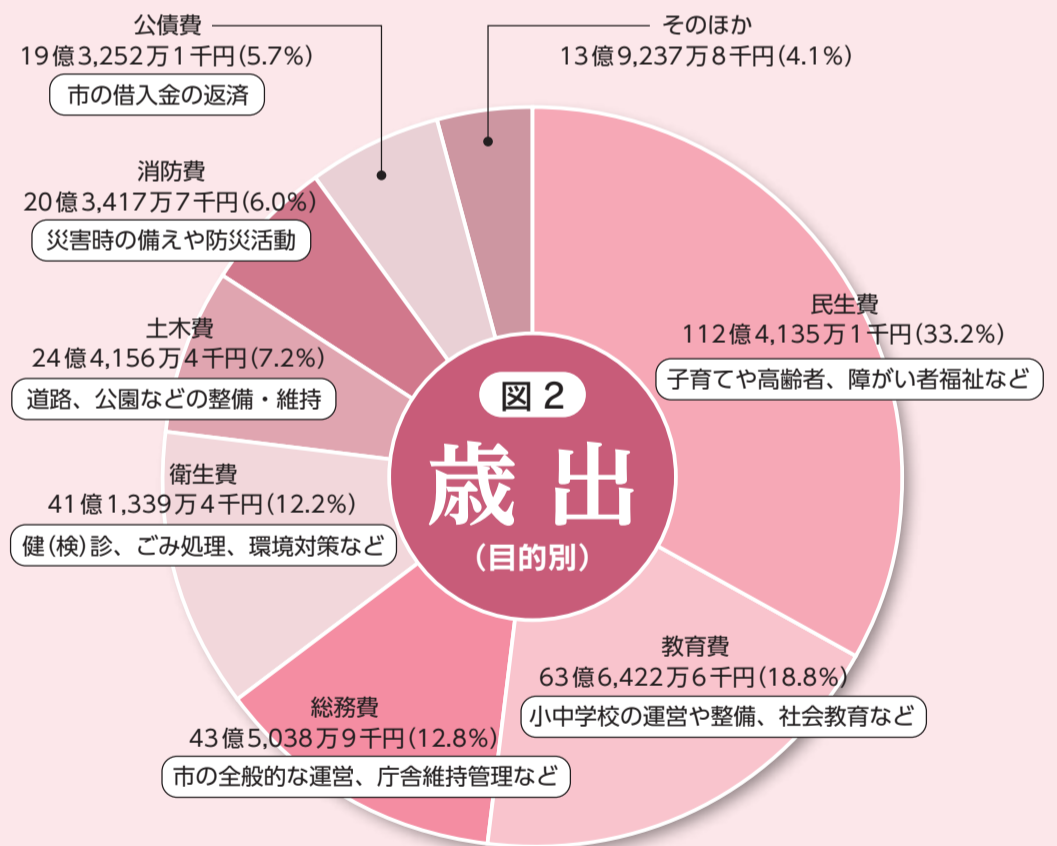 公債費
19億3,252万1千円(5.7%)
市の借入金の返済
そのほか
13億9,237万8千円(4.1%)
消防費
20億3,417万7千円(6.0%)
災害時の備えや防災活動
土木費
24億4,156万4千円(7.2%)
道路、公園などの整備・維持
衛生費
41億1,339万4千円(12.2%)
健(検)診、ごみ処理、環境対策など
図2
歳出
(目的別)
民生費
112億4,135万1千円(33.2%)
子育てや高齢者、障がい者福祉など
教育費
63億6,422万6千円(18.8%)
小中学校の運営や整備、社会教育など
総務費
43億5,038万9千円(12.8%)
市の全般的な運営、庁舎維持管理など